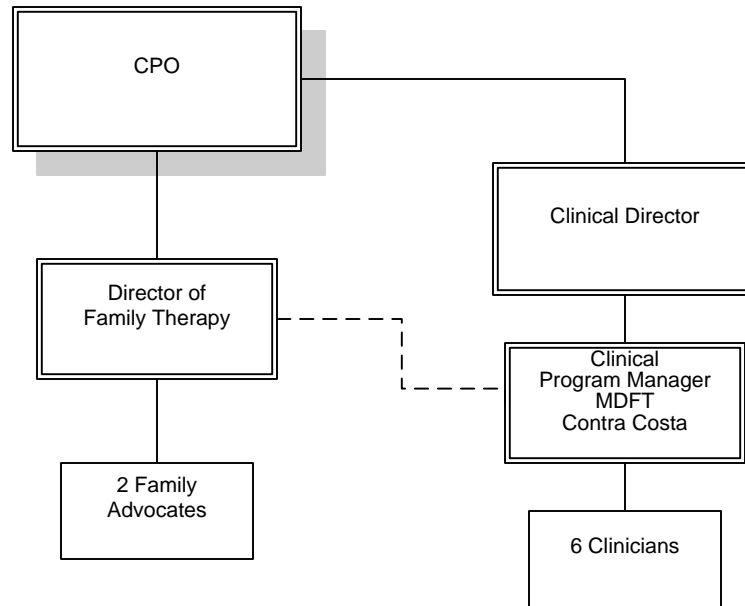 CPO
Clinical Director
Director of
Family Therapy
Clinical
Program Manager
MDFT
Contra Costa
2 Family
Advocates
6 Clinicians